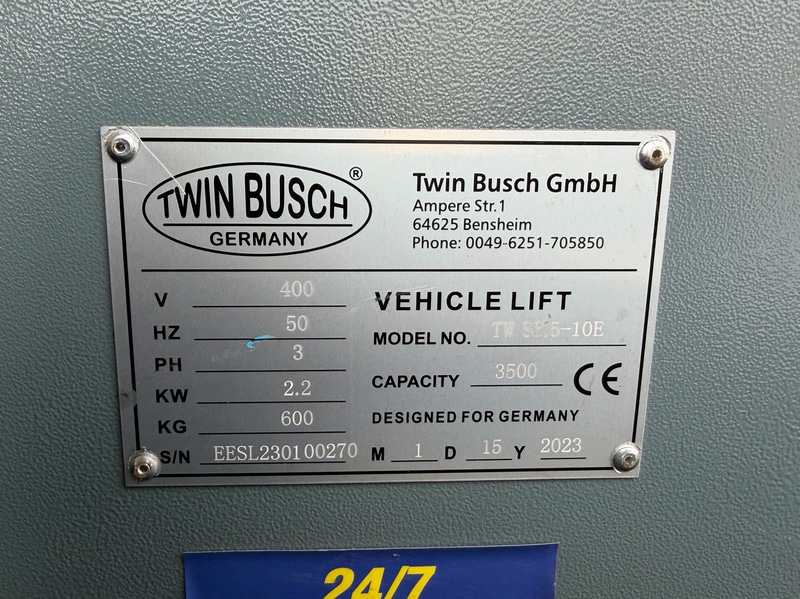 TWIN BUSCH ®
GERMANY
Twin Busch GmbH
Ampere Str.1
64625 Bensheim
Phone: 0049-6251-705850
V 400
HZ 50
PH 3
KW 2.2
KG 600
S/N EESL230100270
VEHICLE LIFT
MODEL NO. TW
CAPACITY 3500
CE
DESIGNED FOR GERMANY
M 1 D 15 Y 2023
24/7